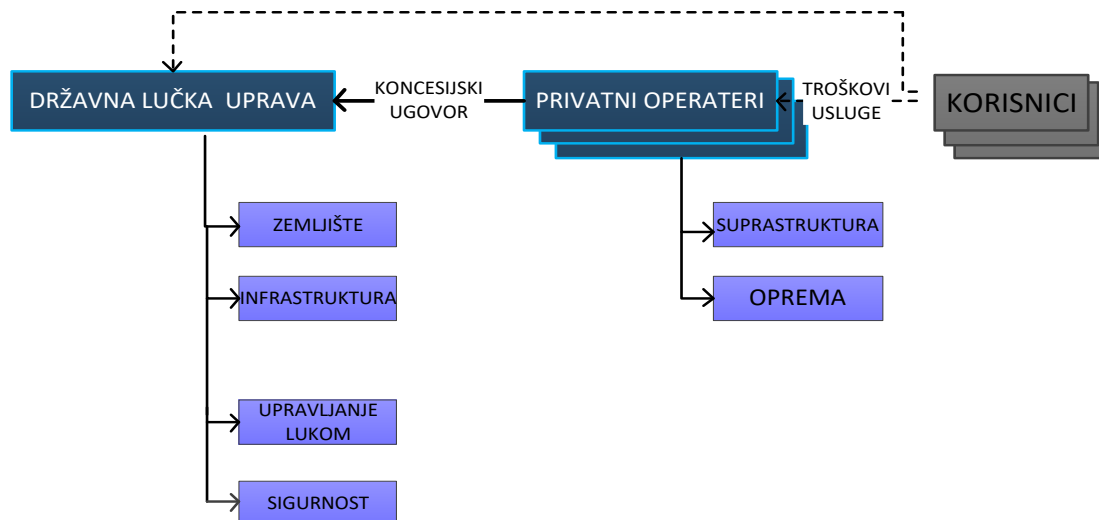 DRŽAVNA LUČKA UPRAVA
KONCESIJSKI
UGOVOR
PRIVATNI OPERATERI
TROŠKOVI
USLUGE
KORISNICI
ZEMLJIŠTE
SUPRASTRUKTURA
INFRASTRUKTURA
OPREMA
UPRAVLJANJE
LUKOM
SIGURNOST